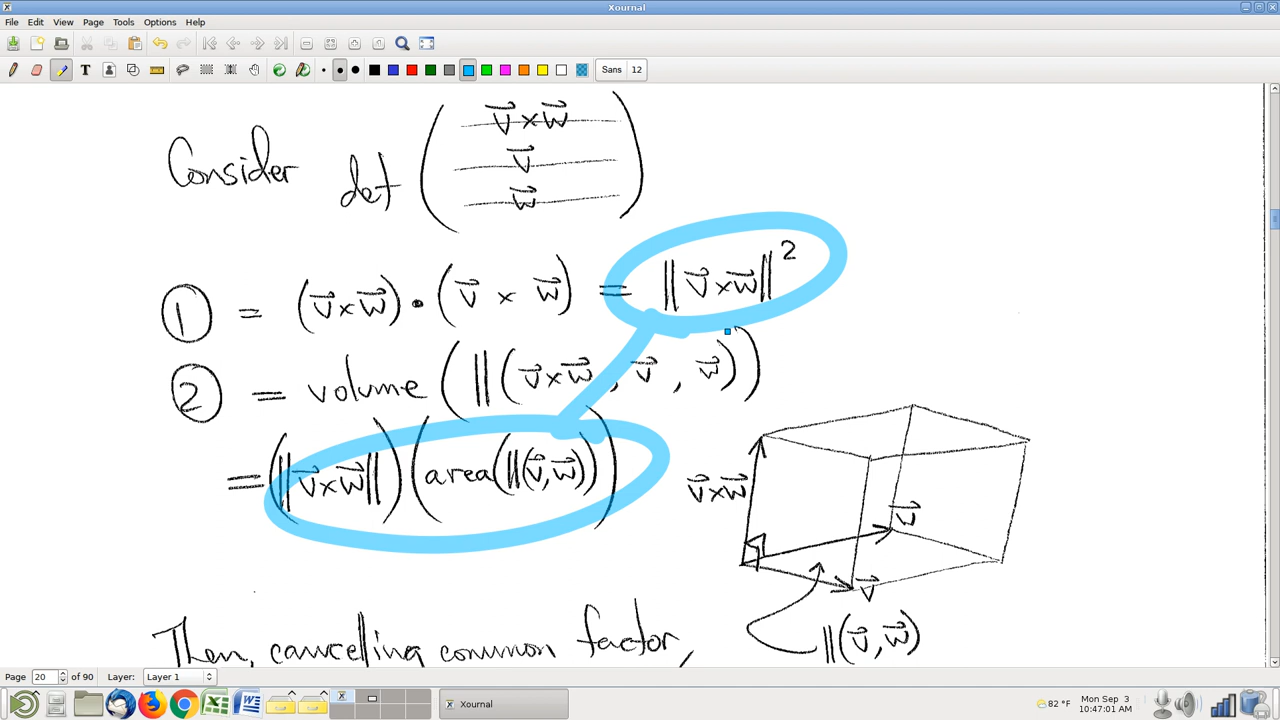 Xournal
File Edit View Page Tools Options Help
T
Sans 12
Consider det ( v⃗×w⃗
v⃗
w⃗ )
① = (v⃗×w⃗)•(v⃗ × w⃗) = ||v⃗×w⃗||²
② = volume (||(v⃗×w⃗, v⃗, w⃗))
= (||v⃗×w⃗||)(area(||(v⃗,w⃗)))
v⃗×w⃗
w⃗
v⃗
||(v⃗,w⃗)
Then, cancelling common factor,
Page 20 of 90 Layer: Layer 1
Xournal
82 °F
Mon Sep 3
10:47:01 AM